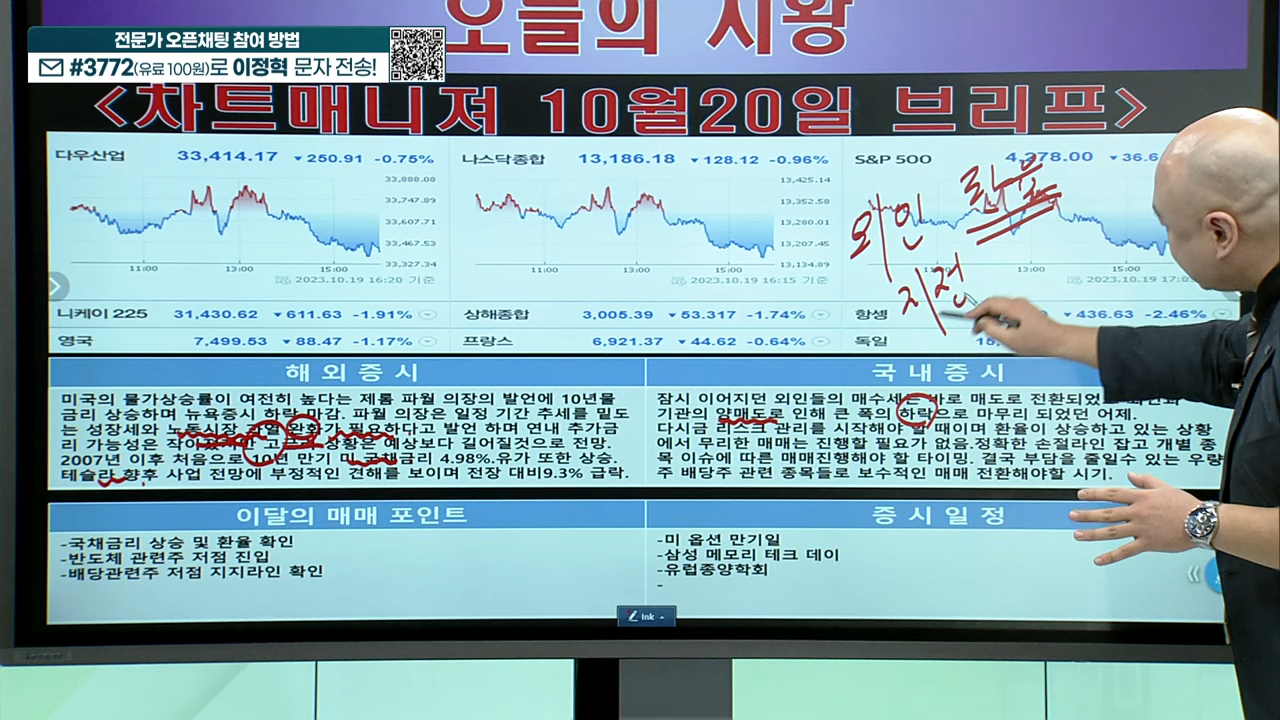 오늘의 시황
전문가 오픈채팅 참여 방법
#3772(유료 100원)로 이정혁 문자 전송!
<차트매니져 10월20일 브리프>
다우산업 33,414.17 ▼250.91 -0.75%
33,888.08
33,747.89
33,607.71
33,467.53
33,327.34
11:00 13:00 15:00
2023.10.19 16:20 기준
나스닥종합 13,186.18 ▼128.12 -0.96%
13,425.14
13,352.58
13,280.01
13,207.45
13,134.89
11:00 13:00 15:00
2023.10.19 16:15 기준
S&P 500 4,278.00 ▼36.6
외인
지전
13:00 15:00
2023.10.19 17:0
니케이 225 31,430.62 ▼611.63 -1.91%
상해종합 3,005.39 ▼53.317 -1.74%
항셍 ▼436.63 -2.46%
영국 7,499.53 ▼88.47 -1.17%
프랑스 6,921.37 ▼44.62 -0.64%
독일
해 외 증 시
미국의 물가상승률이 여전히 높다는 제롬 파월 의장의 발언에 10년물
금리 상승하며 뉴욕증시 하락 마감. 파월 의장은 일정 기간 추세를 밑도
는 성장세와 노동시장 과열 완화가 필요하다고 발언 하며 연내 추가금
리 가능성은 상황은 예상보다 길어질것으로 전망.
2007년 이후 처음으로 10년 만기 미 국채금리 4.98%.유가 또한 상승.
테슬라 향후 사업 전망에 부정적인 견해를 보이며 전장 대비9.3% 급락.
국 내 증 시
잠시 이어지던 외인들의 매수세는 바로 매도로 전환되었고 외인과
기관의 양매도로 인해 큰 폭의 하락으로 마무리 되었던 어제.
다시금 리스크 관리를 시작해야 할 때이며 환율이 상승하고 있는 상황
에서 무리한 매매는 진행할 필요가 없음.정확한 손절라인 잡고 개별 종
목 이슈에 따른 매매진행해야 할 타이밍. 결국 부담을 줄일수 있는 우량
주 배당주 관련 종목들로 보수적인 매매 전환해야할 시기.
이달의 매매 포인트
-국채금리 상승 및 환율 확인
-반도체 관련주 저점 진입
-배당관련주 저점 지지라인 확인
증 시 일 정
-미 옵션 만기일
-삼성 메모리 테크 데이
-유럽종양학회
-
Ink